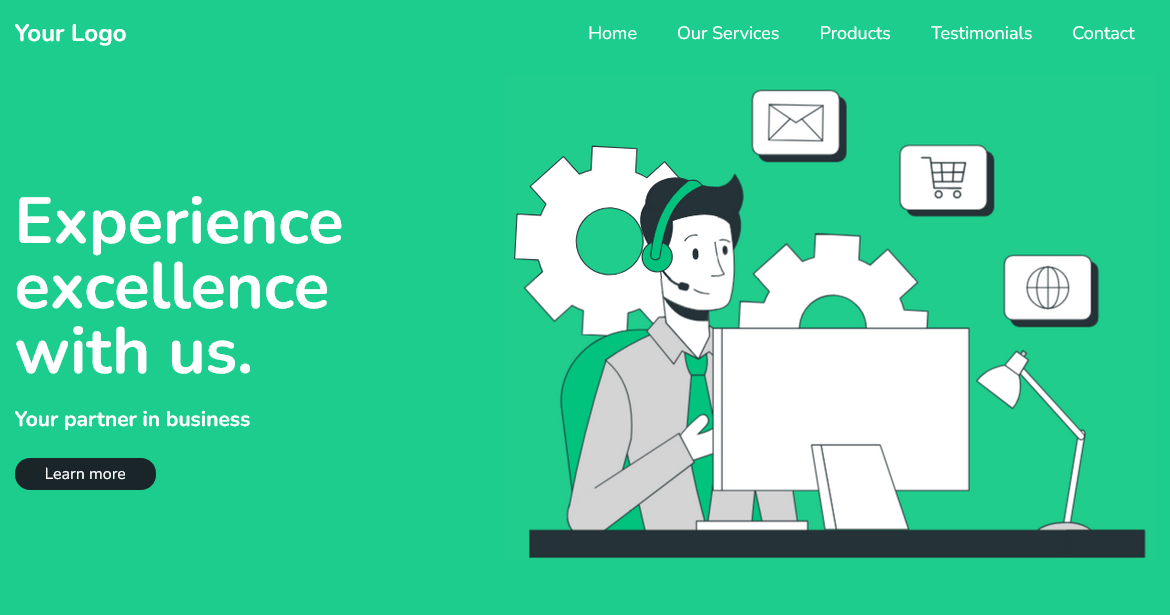 Your Logo
Home
Our Services
Products
Testimonials
Contact
Experience
excellence
with us.
Your partner in business
Learn more